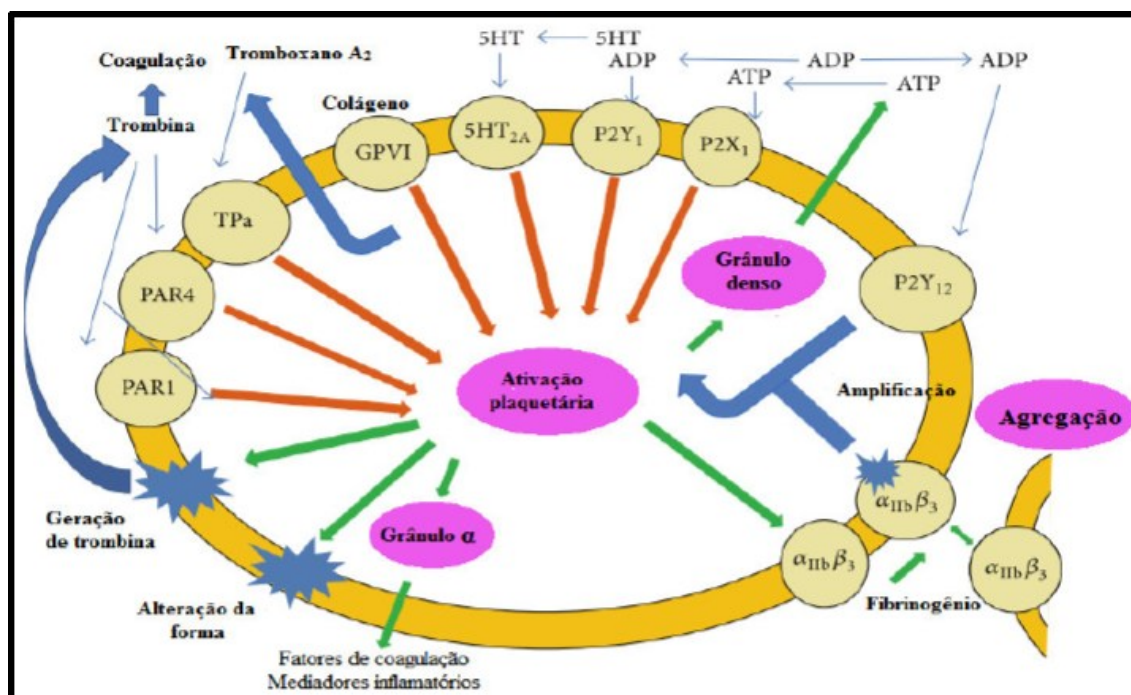 5HT
5HT
Coagulação
Tromboxano A2
ADP
ADP
ADP
ATP
ATP
Trombina
Colágeno
GPVI
5HT2A
P2Y1
P2X1
TPa
Grânulo
denso
P2Y12
PAR4
PAR1
Ativação
plaquetária
Amplificação
Agregação
αIIbβ3
αIIbβ3
αIIbβ3
Geração
de trombina
Grânulo α
Fibrinogênio
Alteração da
forma
Fatores de coagulação
Mediadores inflamatórios